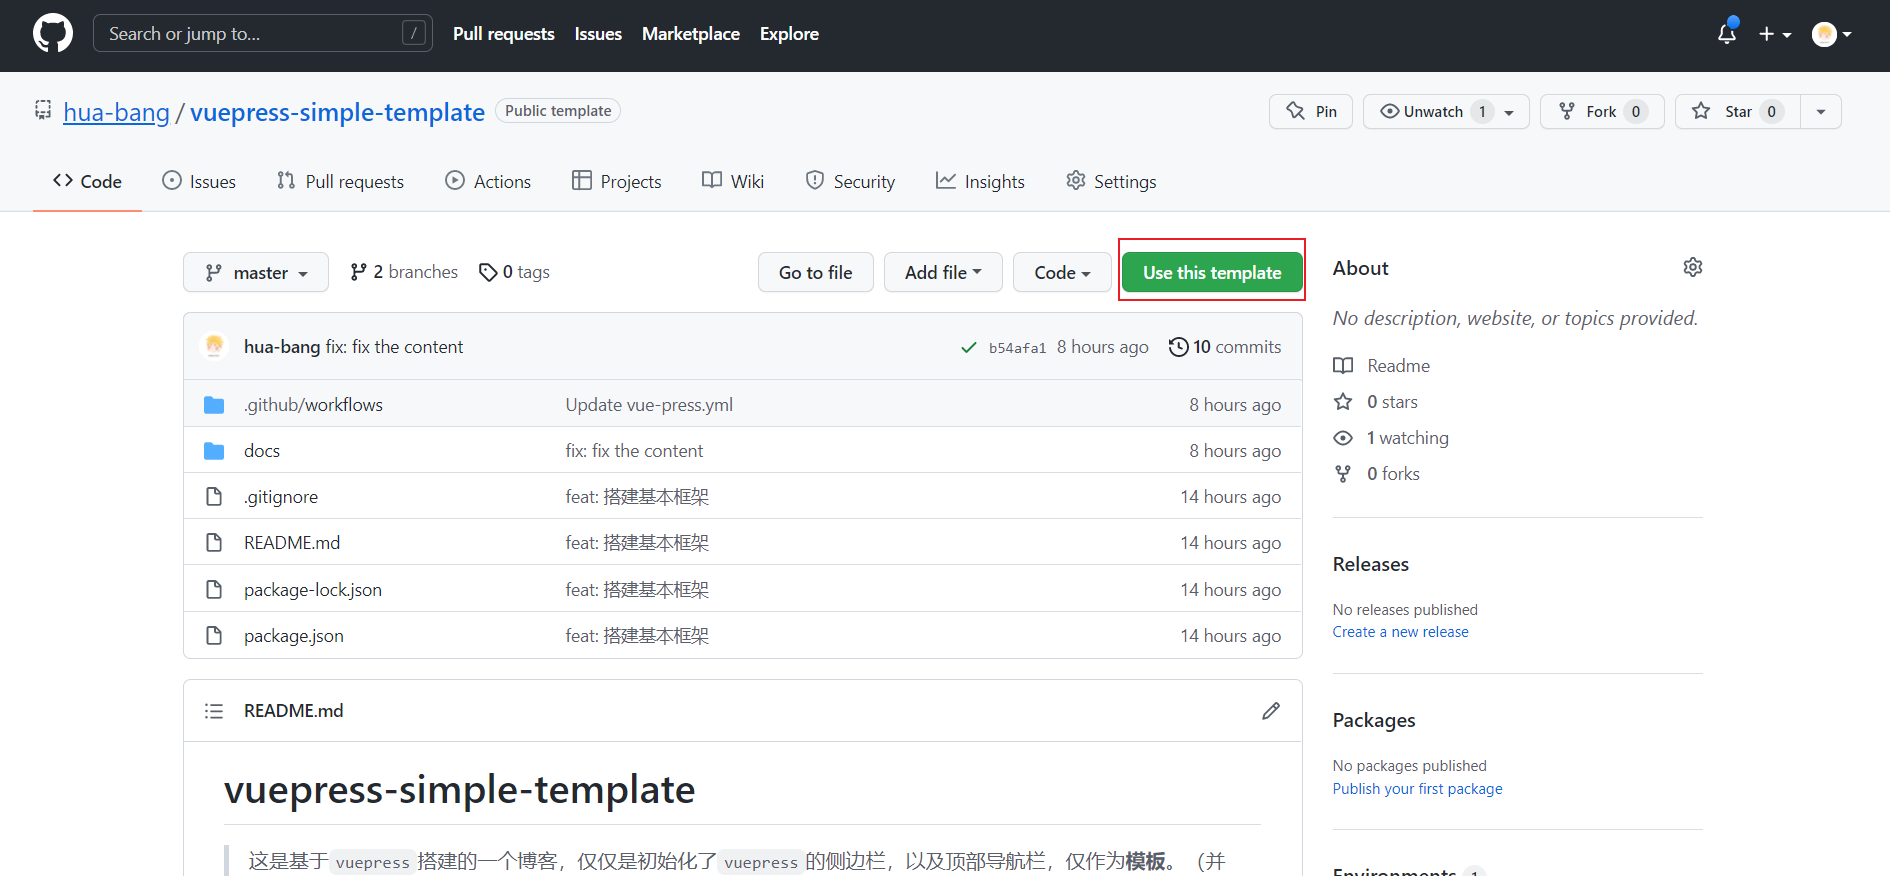 Search or jump to... / Pull requests Issues Marketplace Explore
hua-bang / vuepress-simple-template Public template Pin Unwatch 1 Fork 0 Star 0
Code Issues Pull requests Actions Projects Wiki Security Insights Settings
master 2 branches 0 tags Go to file Add file Code Use this template
hua-bang fix: fix the content b54afa1 8 hours ago 10 commits
.github/workflows Update vue-press.yml 8 hours ago
docs fix: fix the content 8 hours ago
.gitignore feat: 搭建基本框架 14 hours ago
README.md feat: 搭建基本框架 14 hours ago
package-lock.json feat: 搭建基本框架 14 hours ago
package.json feat: 搭建基本框架 14 hours ago
README.md
vuepress-simple-template
这是基于 vuepress 搭建的一个博客，仅仅是初始化了 vuepress 的侧边栏，以及顶部导航栏，仅作为模板。（并
About
No description, website, or topics provided.
Readme
0 stars
1 watching
0 forks
Releases
No releases published
Create a new release
Packages
No packages published
Publish your first package
Environments 1